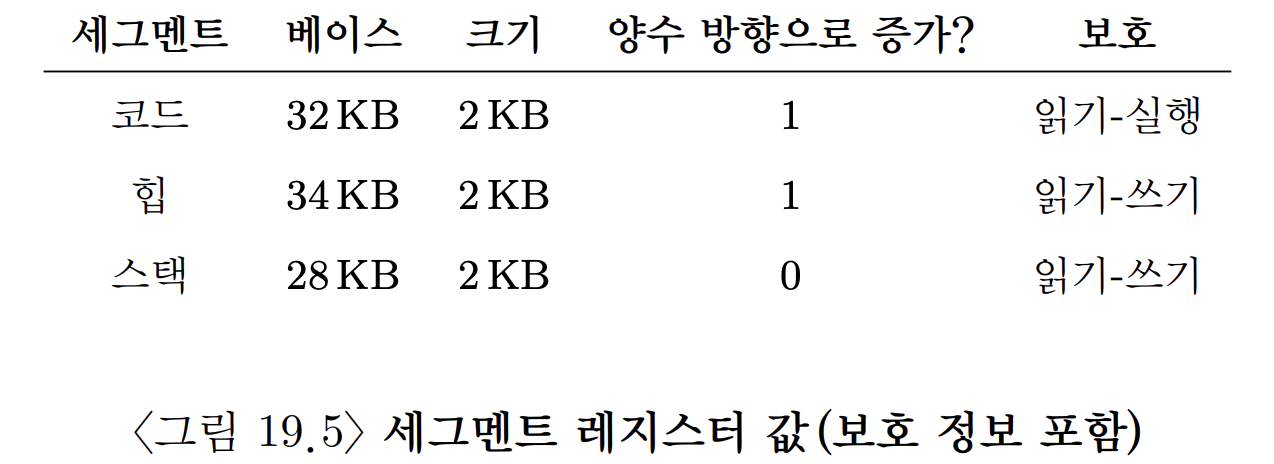 세그멘트 베이스 크기 양수 방향으로 증가? 보호
코드 32 KB 2 KB 1 읽기-실행
힙 34 KB 2 KB 1 읽기-쓰기
스택 28 KB 2 KB 0 읽기-쓰기
〈그림 19.5〉 세그멘트 레지스터 값(보호 정보 포함)